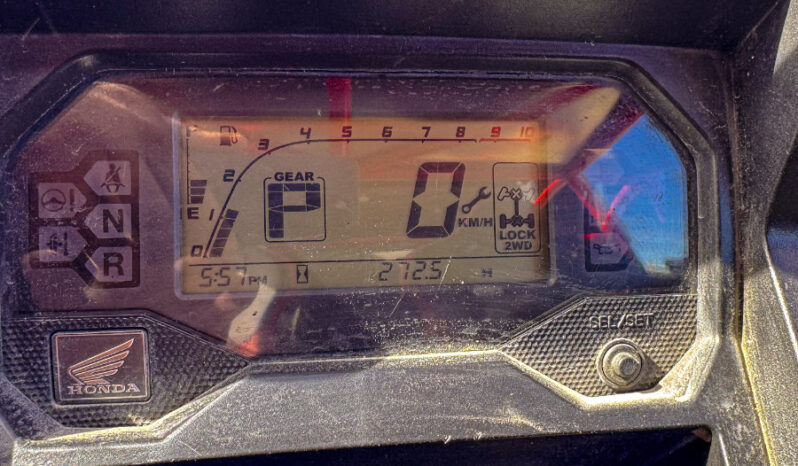 F 3 4 5 6 7 8 9 10
GEAR
2
P 0
N
E 1 KM/H LOCK
0 2WD
R
5:57 PM 272.5 H
SEL/SET
HONDA